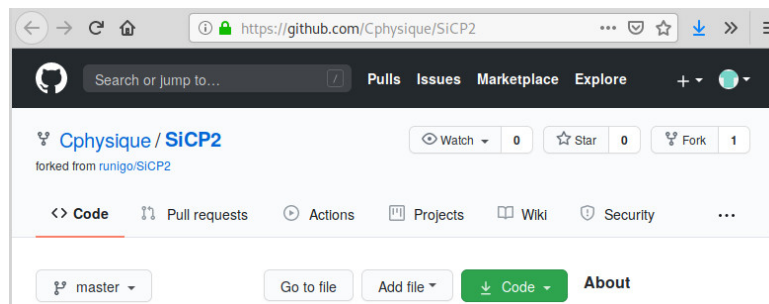 https://github.com/Cphysique/SiCP2
Search or jump to… / Pulls Issues Marketplace Explore
Cphysique / SiCP2 Watch 0 Star 0 Fork 1
forked from runigo/SiCP2
<> Code Pull requests Actions Projects Wiki Security
master Go to file Add file Code About